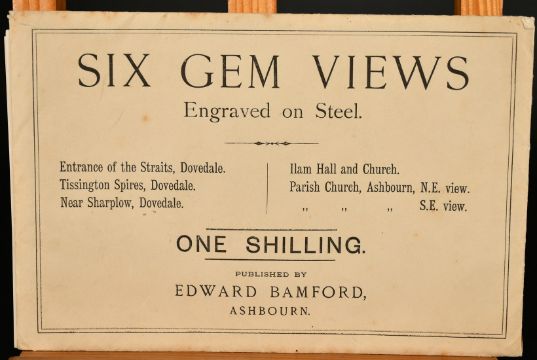 SIX GEM VIEWS
Engraved on Steel.
Entrance of the Straits, Dovedale.
Tissington Spires, Dovedale.
Near Sharplow, Dovedale.
Ilam Hall and Church.
Parish Church, Ashbourn, N.E. view.
„ „ „ S.E. view.
ONE SHILLING.
PUBLISHED BY
EDWARD BAMFORD,
ASHBOURN.